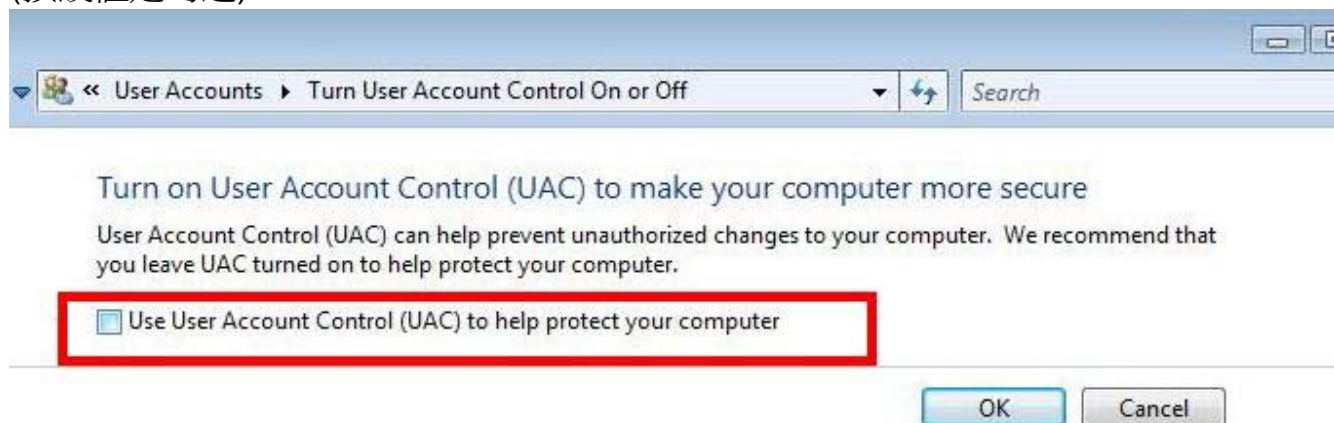 « User Accounts ▸ Turn User Account Control On or Off Search
Turn on User Account Control (UAC) to make your computer more secure
User Account Control (UAC) can help prevent unauthorized changes to your computer. We recommend that
you leave UAC turned on to help protect your computer.
Use User Account Control (UAC) to help protect your computer
OK Cancel